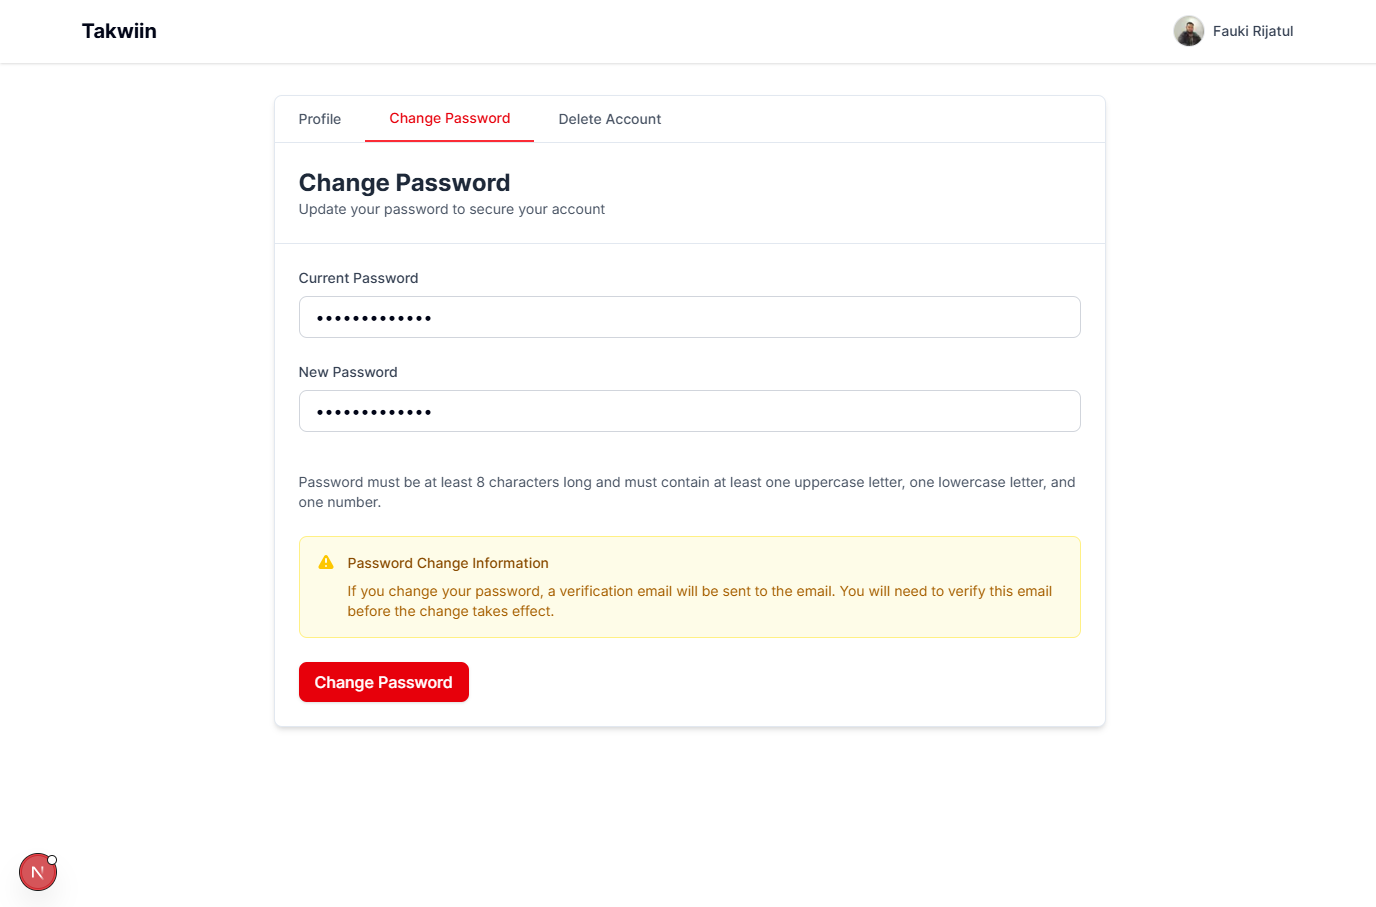 Takwiin
Fauki Rijatul
Profile
Change Password
Delete Account
Change Password
Update your password to secure your account
Current Password
•••••••••••••
New Password
•••••••••••••
Password must be at least 8 characters long and must contain at least one uppercase letter, one lowercase letter, and
one number.
Password Change Information
If you change your password, a verification email will be sent to the email. You will need to verify this email
before the change takes effect.
Change Password
N